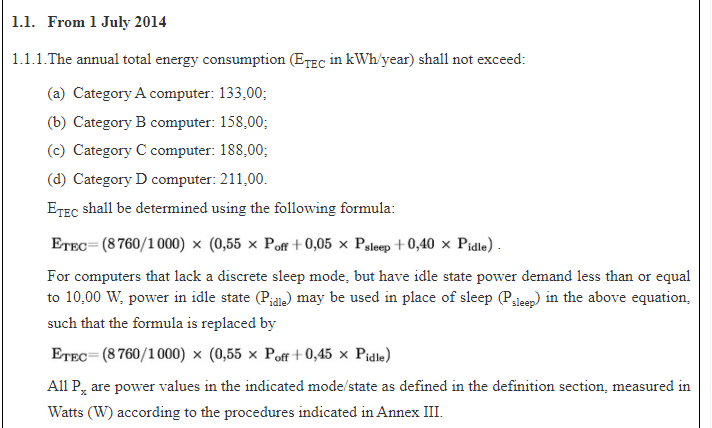 1.1. From 1 July 2014
1.1.1.The annual total energy consumption (ETEC in kWh/year) shall not exceed:
(a) Category A computer: 133,00;
(b) Category B computer: 158,00;
(c) Category C computer: 188,00;
(d) Category D computer: 211,00.
ETEC shall be determined using the following formula:
ETEC= (8 760/1 000) × (0,55 × Poff + 0,05 × Psleep + 0,40 × Pidle) .
For computers that lack a discrete sleep mode, but have idle state power demand less than or equal
to 10,00 W, power in idle state (Pidle) may be used in place of sleep (Psleep) in the above equation,
such that the formula is replaced by
ETEC= (8 760/1 000) × (0,55 × Poff + 0,45 × Pidle)
All Px are power values in the indicated mode/state as defined in the definition section, measured in
Watts (W) according to the procedures indicated in Annex III.